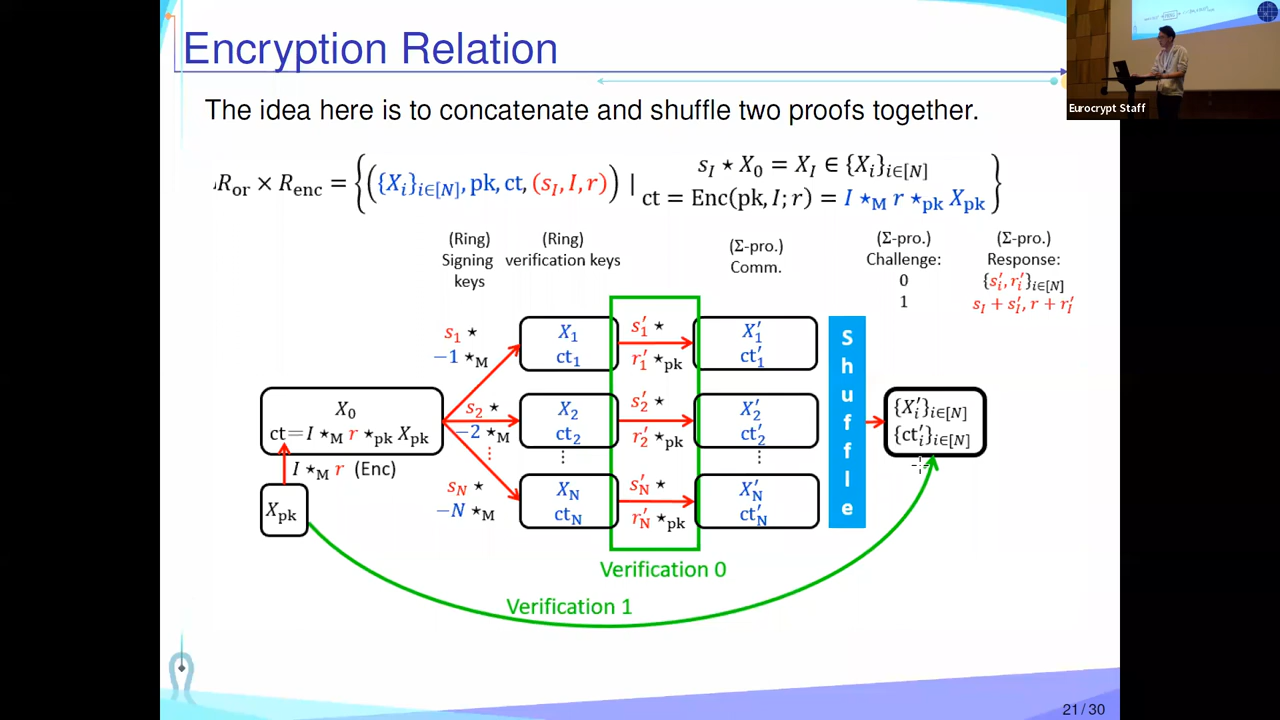 Encryption Relation
The idea here is to concatenate and shuffle two proofs together.
R_or × R_enc = { ({X_i}_{i∈[N]}, pk, ct, (s_I, I, r)) | s_I ⋆ X_0 = X_I ∈ {X_i}_{i∈[N]}
ct = Enc(pk, I; r) = I ⋆_M r ⋆_pk X_pk }
(Ring) Signing keys
(Ring) verification keys
(Σ-pro.) Comm.
(Σ-pro.) Challenge:
0
1
(Σ-pro.) Response:
{s'_i, r'_i}_{i∈[N]}
s_I + s'_I, r + r'_I
X_0
ct=I ⋆_M r ⋆_pk X_pk
I ⋆_M r (Enc)
X_pk
s_1 ⋆
−1 ⋆_M
s_2 ⋆
−2 ⋆_M
⋮
s_N ⋆
−N ⋆_M
X_1
ct_1
X_2
ct_2
⋮
X_N
ct_N
s'_1 ⋆
r'_1 ⋆_pk
s'_2 ⋆
r'_2 ⋆_pk
s'_N ⋆
r'_N ⋆_pk
X'_1
ct'_1
X'_2
ct'_2
⋮
X'_N
ct'_N
Shuffle
{X'_i}_{i∈[N]}
{ct'_i}_{i∈[N]}
Verification 0
Verification 1
21 / 30
Eurocrypt Staff